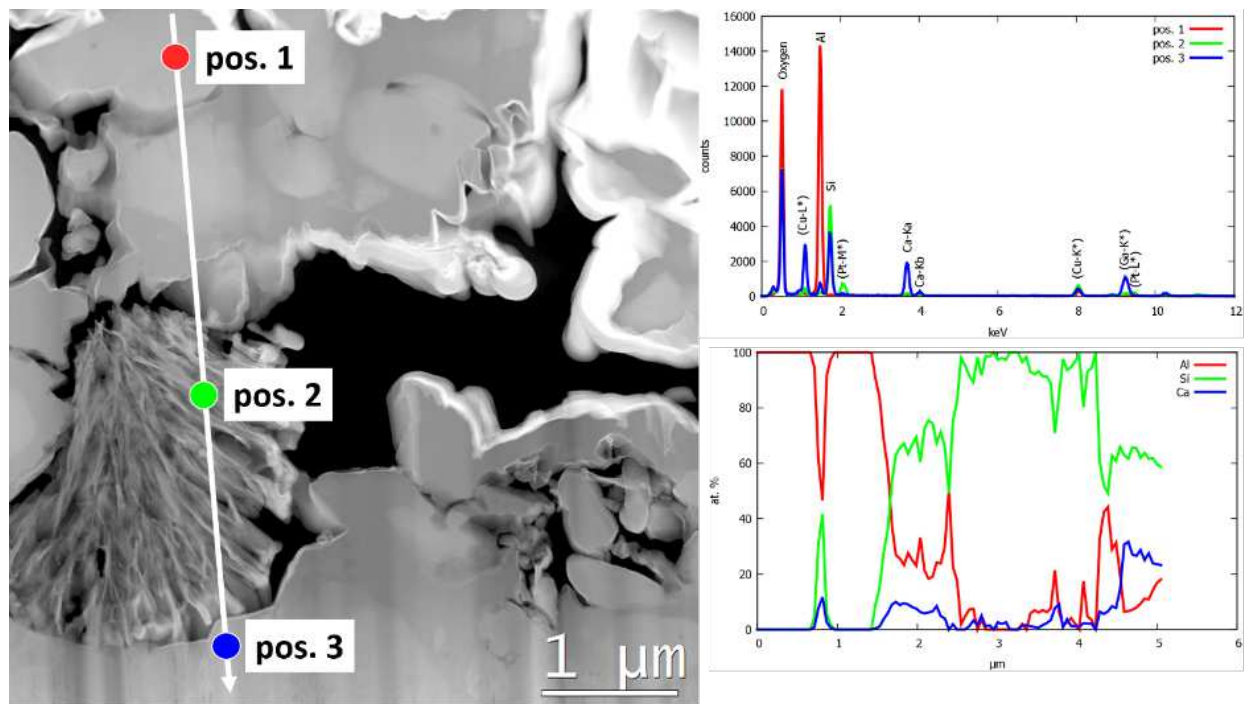 pos. 1
pos. 2
pos. 3
1 µm
16000
14000
12000
10000
8000
6000
4000
2000
0
counts
Oxygen
(Cu-L*)
Al
Si
(Pt-M*)
Ca-Ka
Ca-Kb
(Cu-K*)
(Ga-K*)
(Pt-L*)
pos. 1
pos. 2
pos. 3
0 2 4 6 8 10 12
keV
100
80
60
40
20
0
at. %
Al
Si
Ca
0 1 2 3 4 5 6
µm